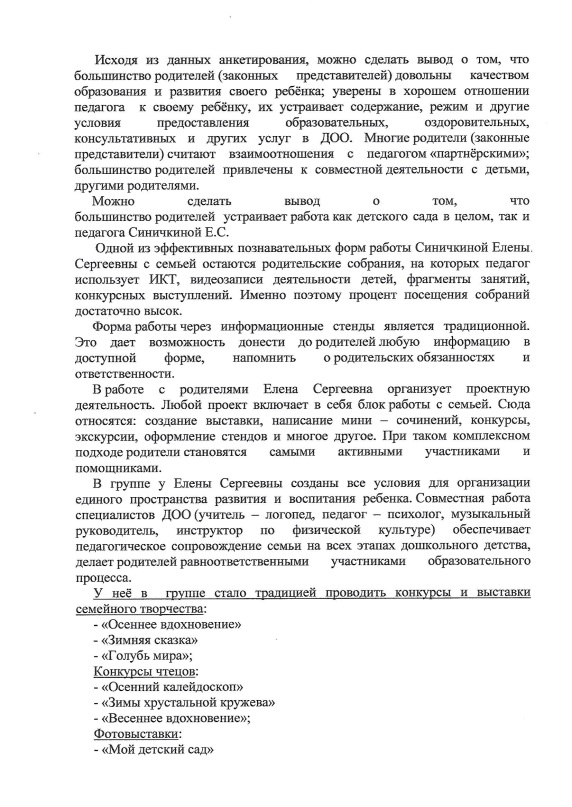 Исходя из данных анкетирования, можно сделать вывод о том, что
большинство родителей (законных представителей) довольны качеством
образования и развития своего ребёнка; уверены в хорошем отношении
педагога к своему ребёнку, их устраивает содержание, режим и другие
условия предоставления образовательных, оздоровительных,
консультативных и других услуг в ДОО. Многие родители (законные
представители) считают взаимоотношения с педагогом «партнёрскими»;
большинство родителей привлечены к совместной деятельности с детьми,
другими родителями.
Можно сделать вывод о том, что
большинство родителей устраивает работа как детского сада в целом, так и
педагога Синичкиной Е.С.
Одной из эффективных познавательных форм работы Синичкиной Елены
Сергеевны с семьей остаются родительские собрания, на которых педагог
использует ИКТ, видеозаписи деятельности детей, фрагменты занятий,
конкурсных выступлений. Именно поэтому процент посещения собраний
достаточно высок.
Форма работы через информационные стенды является традиционной.
Это дает возможность донести до родителей любую информацию в
доступной форме, напомнить о родительских обязанностях и
ответственности.
В работе с родителями Елена Сергеевна организует проектную
деятельность. Любой проект включает в себя блок работы с семьей. Сюда
относятся: создание выставки, написание мини – сочинений, конкурсы,
экскурсии, оформление стендов и многое другое. При таком комплексном
подходе родители становятся самыми активными участниками и
помощниками.
В группе у Елены Сергеевны созданы все условия для организации
единого пространства развития и воспитания ребенка. Совместная работа
специалистов ДОО (учитель – логопед, педагог – психолог, музыкальный
руководитель, инструктор по физической культуре) обеспечивает
педагогическое сопровождение семьи на всех этапах дошкольного детства,
делает родителей равноответственными участниками образовательного
процесса.
У неё в группе стало традицией проводить конкурсы и выставки
семейного творчества:
- «Осеннее вдохновение»
- «Зимняя сказка»
- «Голубь мира»;
Конкурсы чтецов:
- «Осенний калейдоскоп»
- «Зимы хрустальной кружева»
- «Весеннее вдохновение»;
Фотовыставки:
- «Мой детский сад»